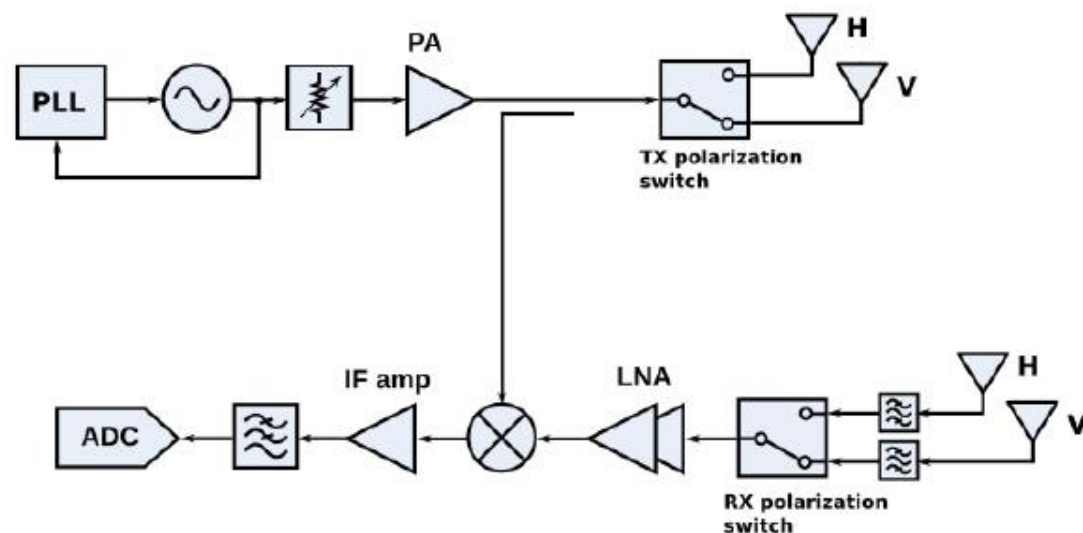 H
PA
V
PLL
TX polarization
switch
H
IF amp
LNA
V
ADC
RX polarization
switch